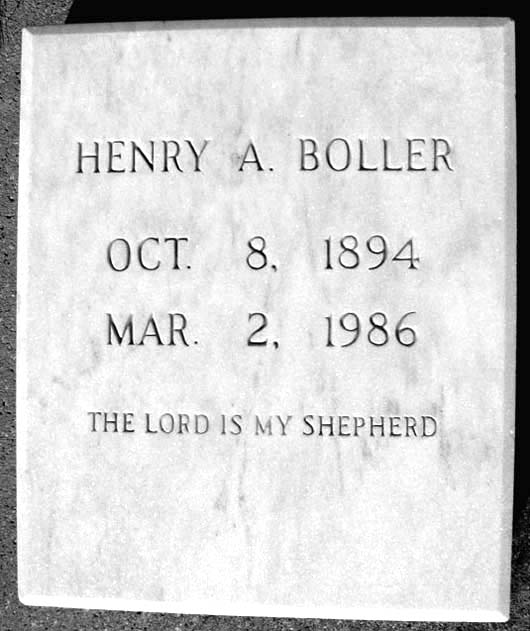 HENRY A. BOLLER
OCT. 8, 1894
MAR. 2, 1986
THE LORD IS MY SHEPHERD